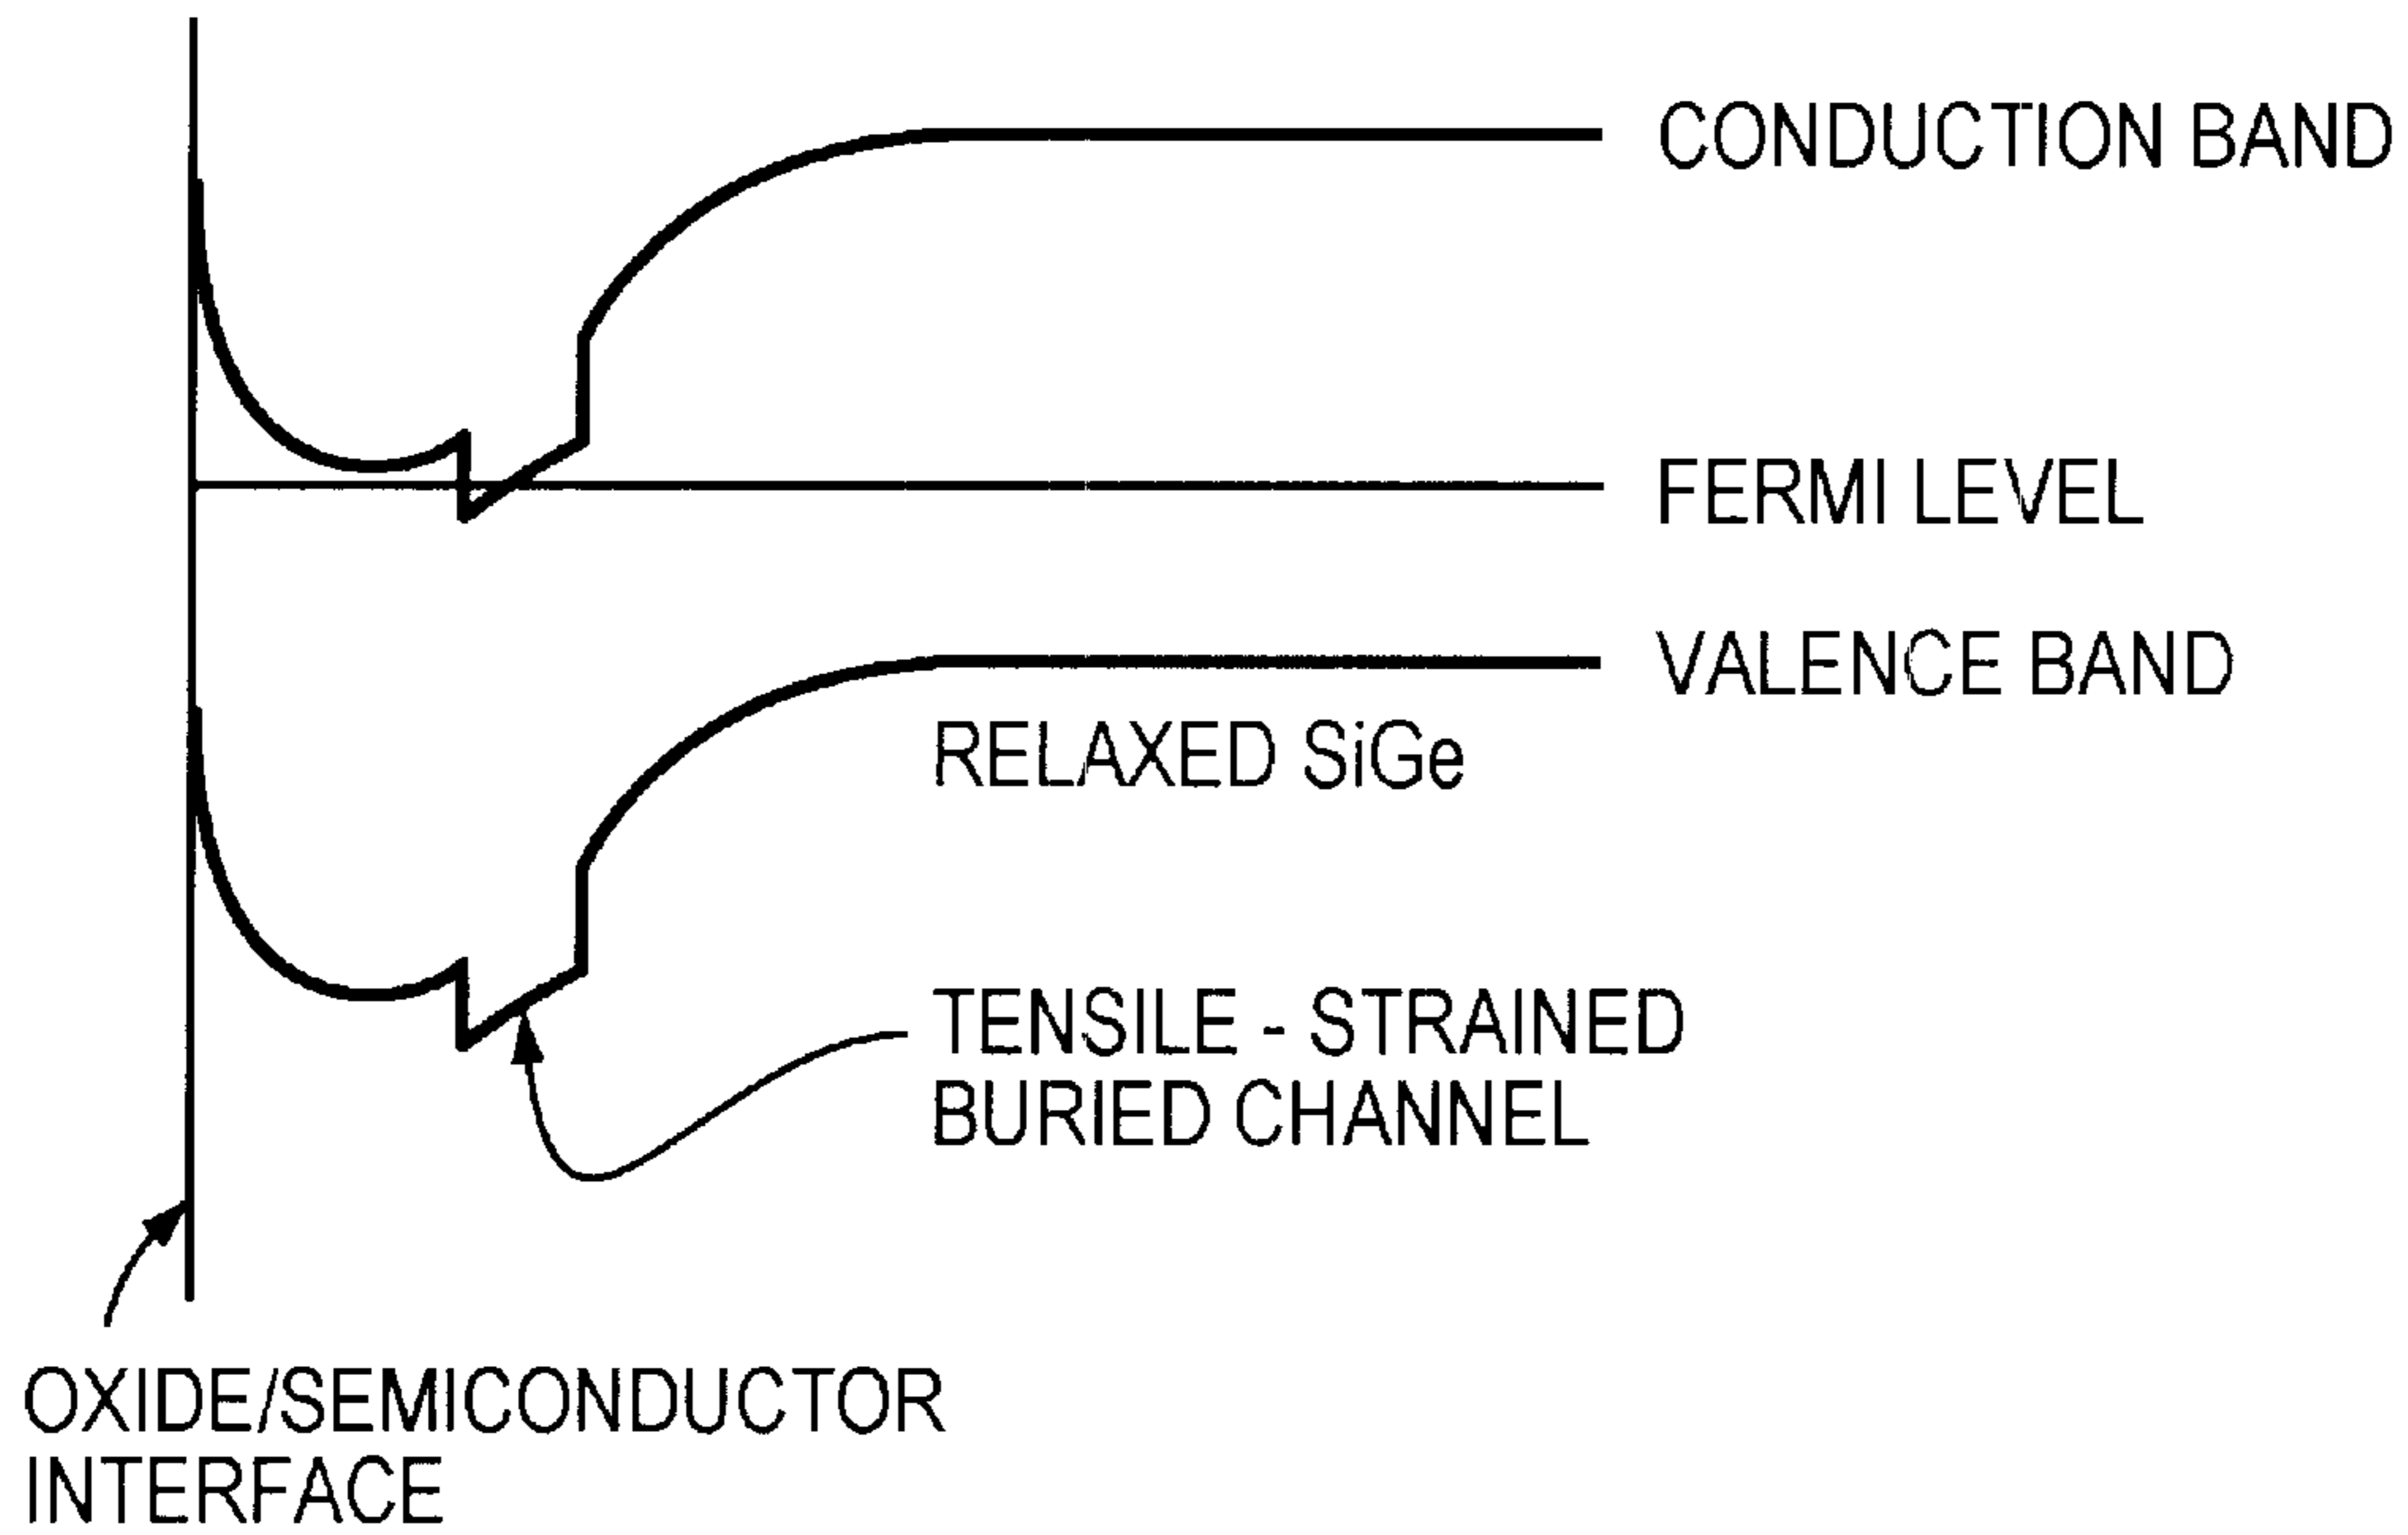 CONDUCTION BAND
FERMI LEVEL
VALENCE BAND
RELAXED SiGe
TENSILE - STRAINED
BURIED CHANNEL
OXIDE/SEMICONDUCTOR
INTERFACE